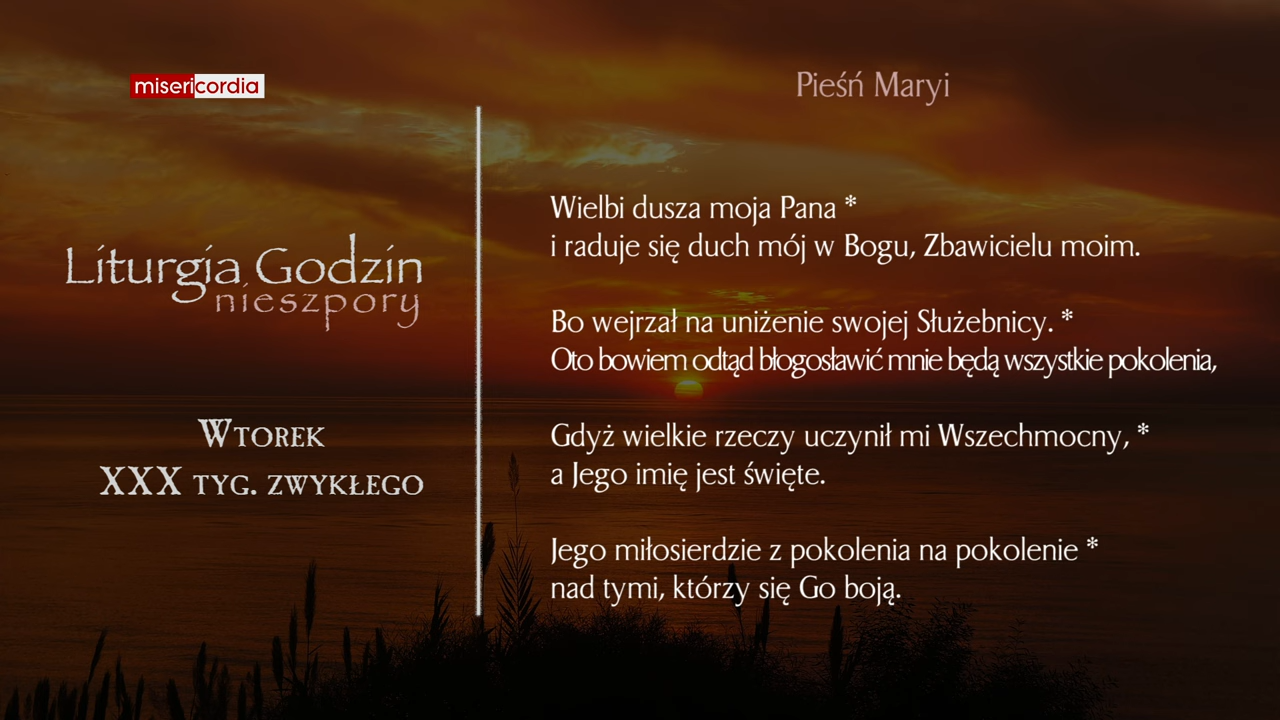 misericordia
Liturgia Godzin
nieszpory
Wtorek
XXX tyg. zwykłego
Pieśń Maryi
Wielbi dusza moja Pana *
i raduje się duch mój w Bogu, Zbawicielu moim.
Bo wejrzał na uniżenie swojej Służebnicy. *
Oto bowiem odtąd błogosławić mnie będą wszystkie pokolenia,
Gdyż wielkie rzeczy uczynił mi Wszechmocny, *
a Jego imię jest święte.
Jego miłosierdzie z pokolenia na pokolenie *
nad tymi, którzy się Go boją.